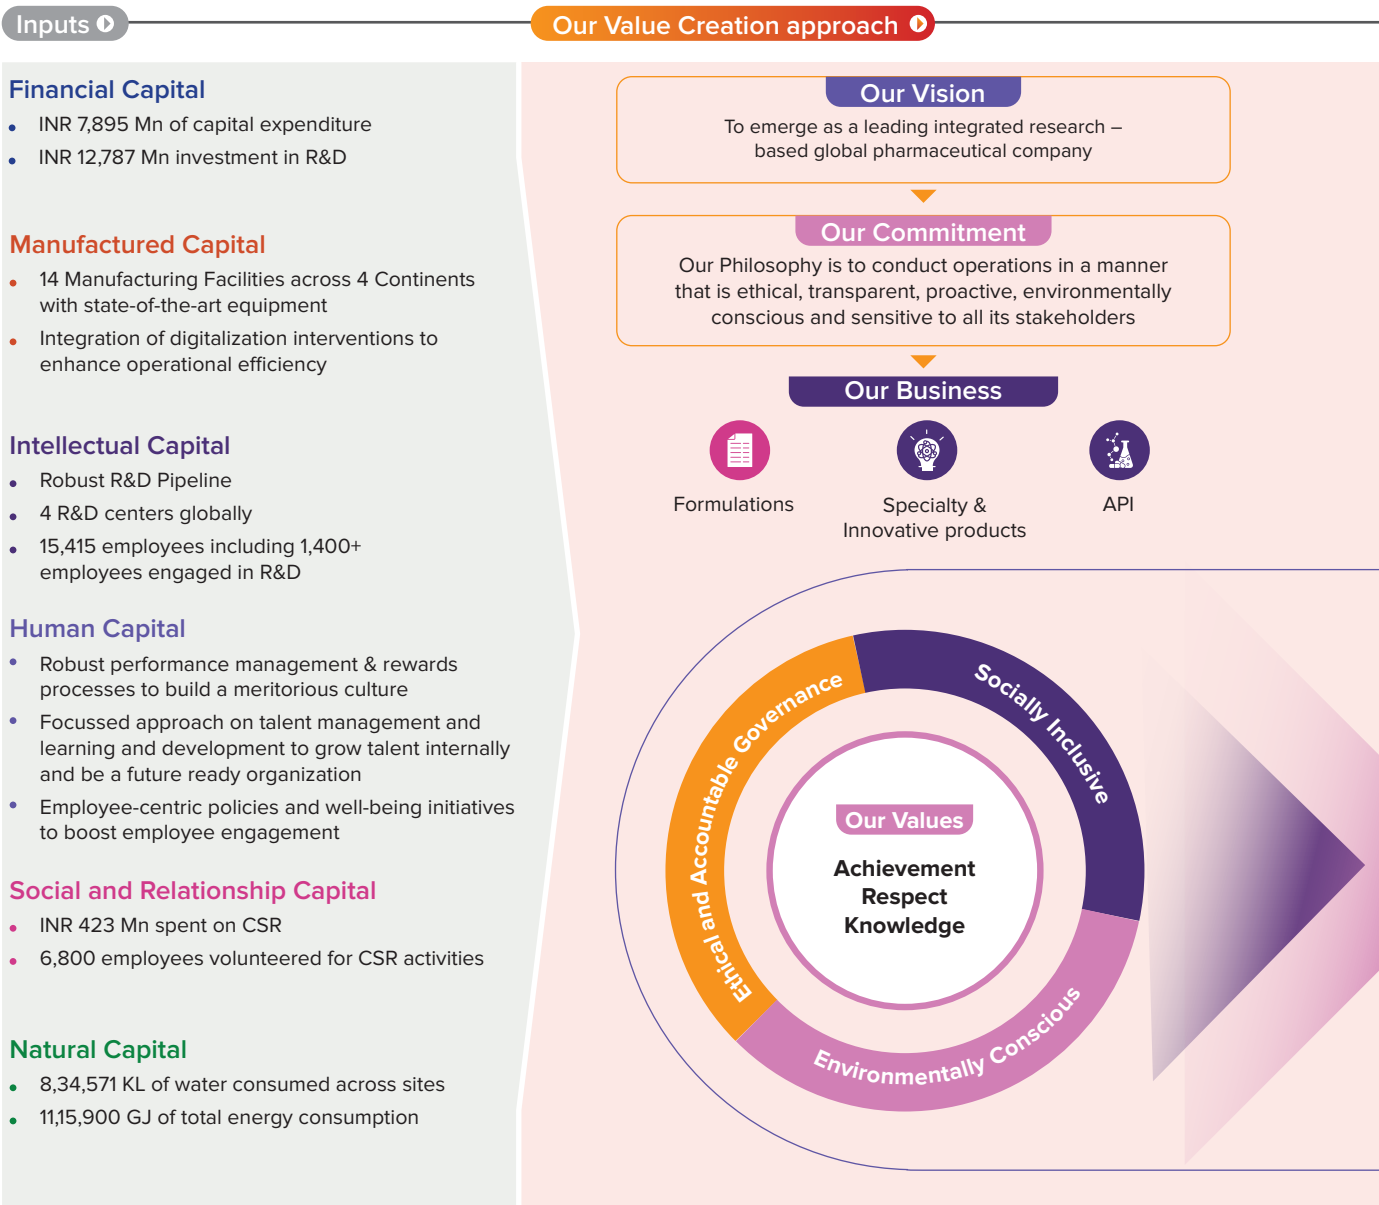 Inputs
Our Value Creation approach
Financial Capital
• INR 7,895 Mn of capital expenditure
• INR 12,787 Mn investment in R&D
Manufactured Capital
• 14 Manufacturing Facilities across 4 Continents
with state-of-the-art equipment
• Integration of digitalization interventions to
enhance operational efficiency
Intellectual Capital
• Robust R&D Pipeline
• 4 R&D centers globally
• 15,415 employees including 1,400+
employees engaged in R&D
Human Capital
• Robust performance management & rewards
processes to build a meritorious culture
• Focussed approach on talent management and
learning and development to grow talent internally
and be a future ready organization
• Employee-centric policies and well-being initiatives
to boost employee engagement
Social and Relationship Capital
• INR 423 Mn spent on CSR
• 6,800 employees volunteered for CSR activities
Natural Capital
• 8,34,571 KL of water consumed across sites
• 11,15,900 GJ of total energy consumption
Our Vision
To emerge as a leading integrated research –
based global pharmaceutical company
Our Commitment
Our Philosophy is to conduct operations in a manner
that is ethical, transparent, proactive, environmentally
conscious and sensitive to all its stakeholders
Our Business
Formulations
Specialty &
Innovative products
API
Ethical and Accountable Governance
Socially Inclusive
Environmentally Conscious
Our Values
Achievement
Respect
Knowledge